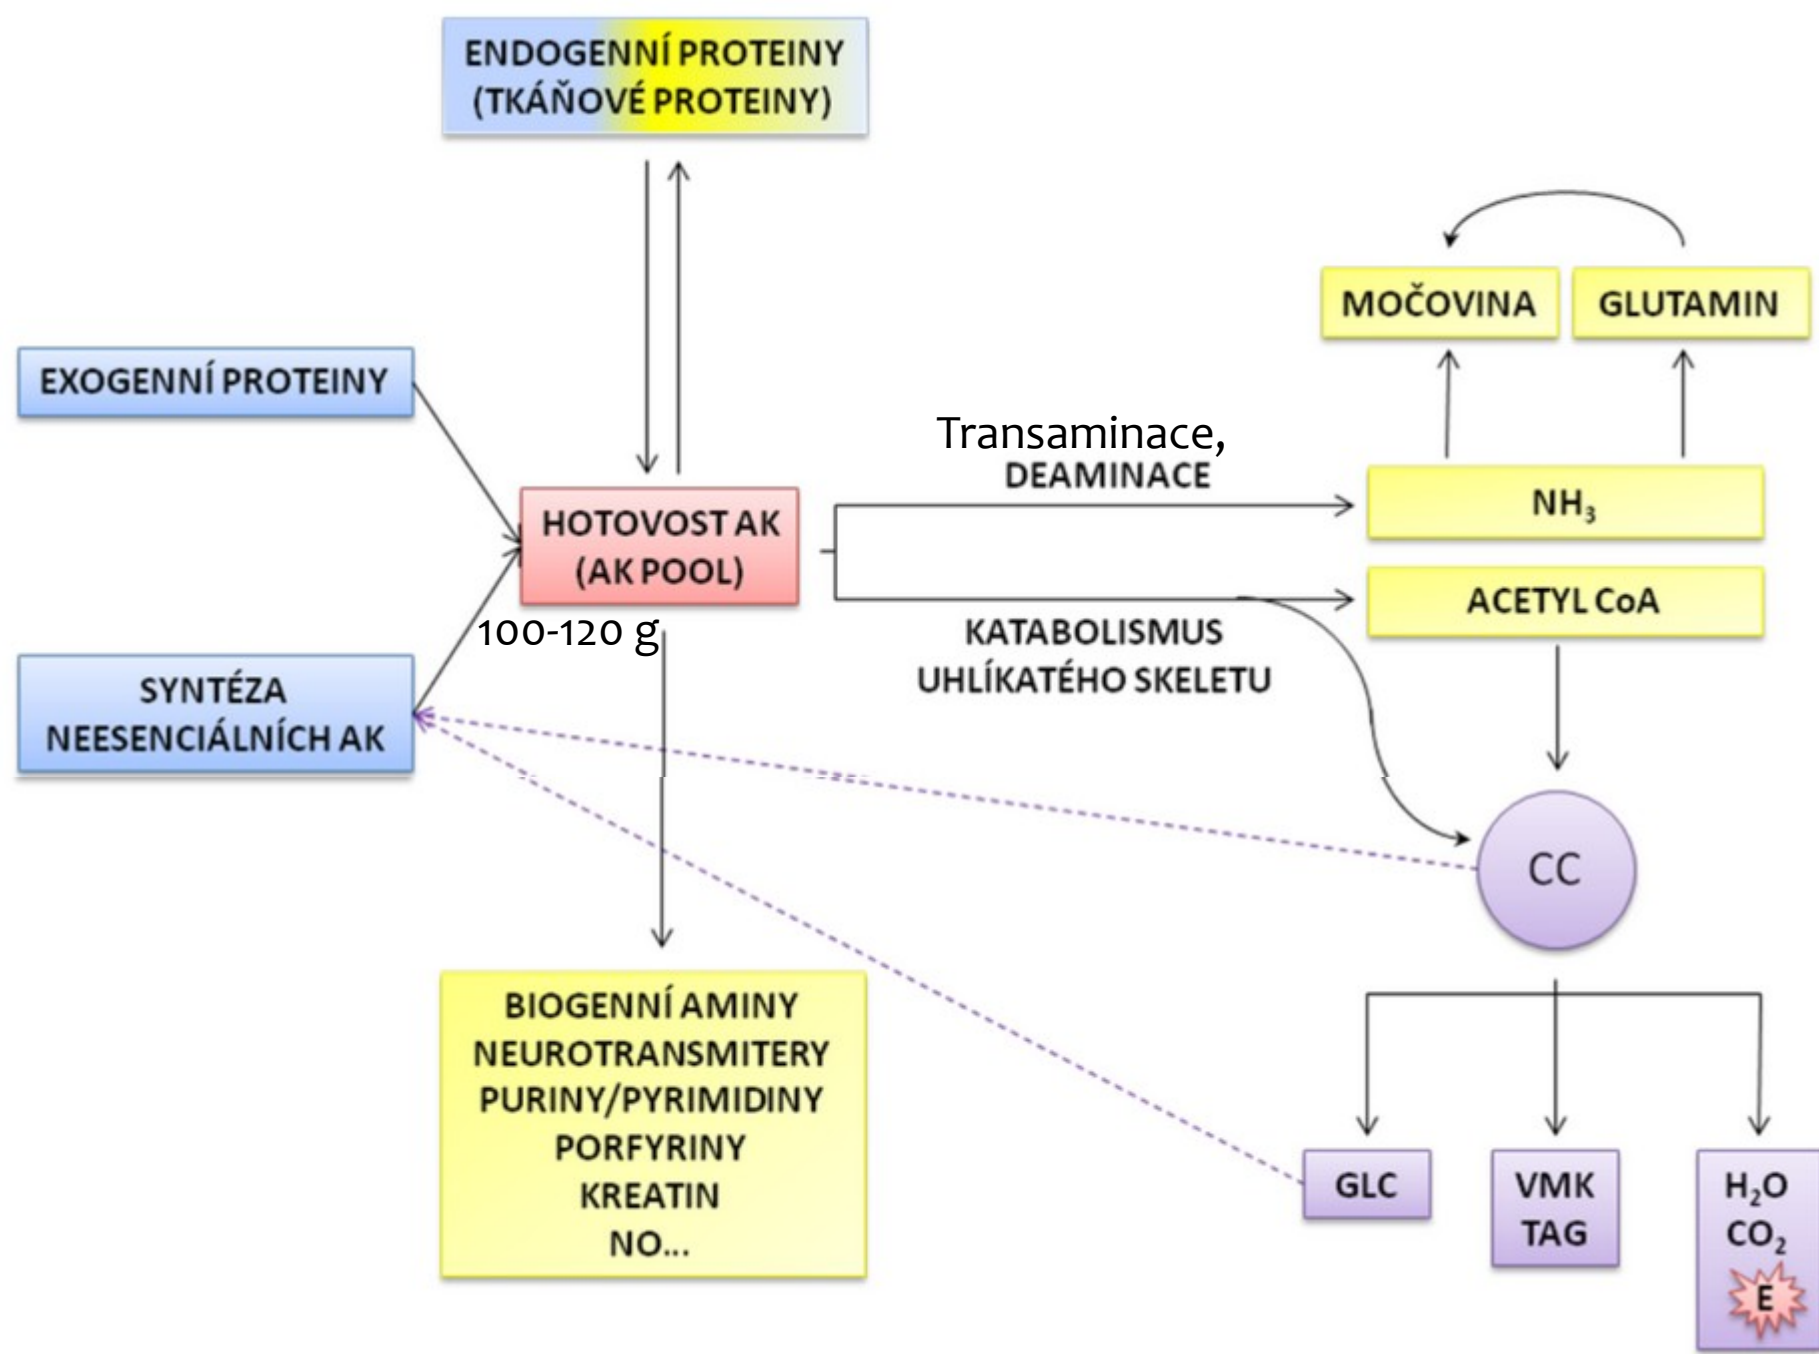 ENDOGENNÍ PROTEINY
(TKÁŇOVÉ PROTEINY)
MOČOVINA
GLUTAMIN
EXOGENNÍ PROTEINY
Transaminace,
DEAMINACE
NH₃
HOTOVOST AK
(AK POOL)
100-120 g
ACETYL CoA
KATABOLISMUS
UHLÍKATÉHO SKELETU
SYNTÉZA
NEESENCIÁLNÍCH AK
CC
BIOGENNÍ AMINY
NEUROTRANSMITERY
PURINY/PYRIMIDINY
PORFYRINY
KREATIN
NO...
GLC
VMK
TAG
H₂O
CO₂
E